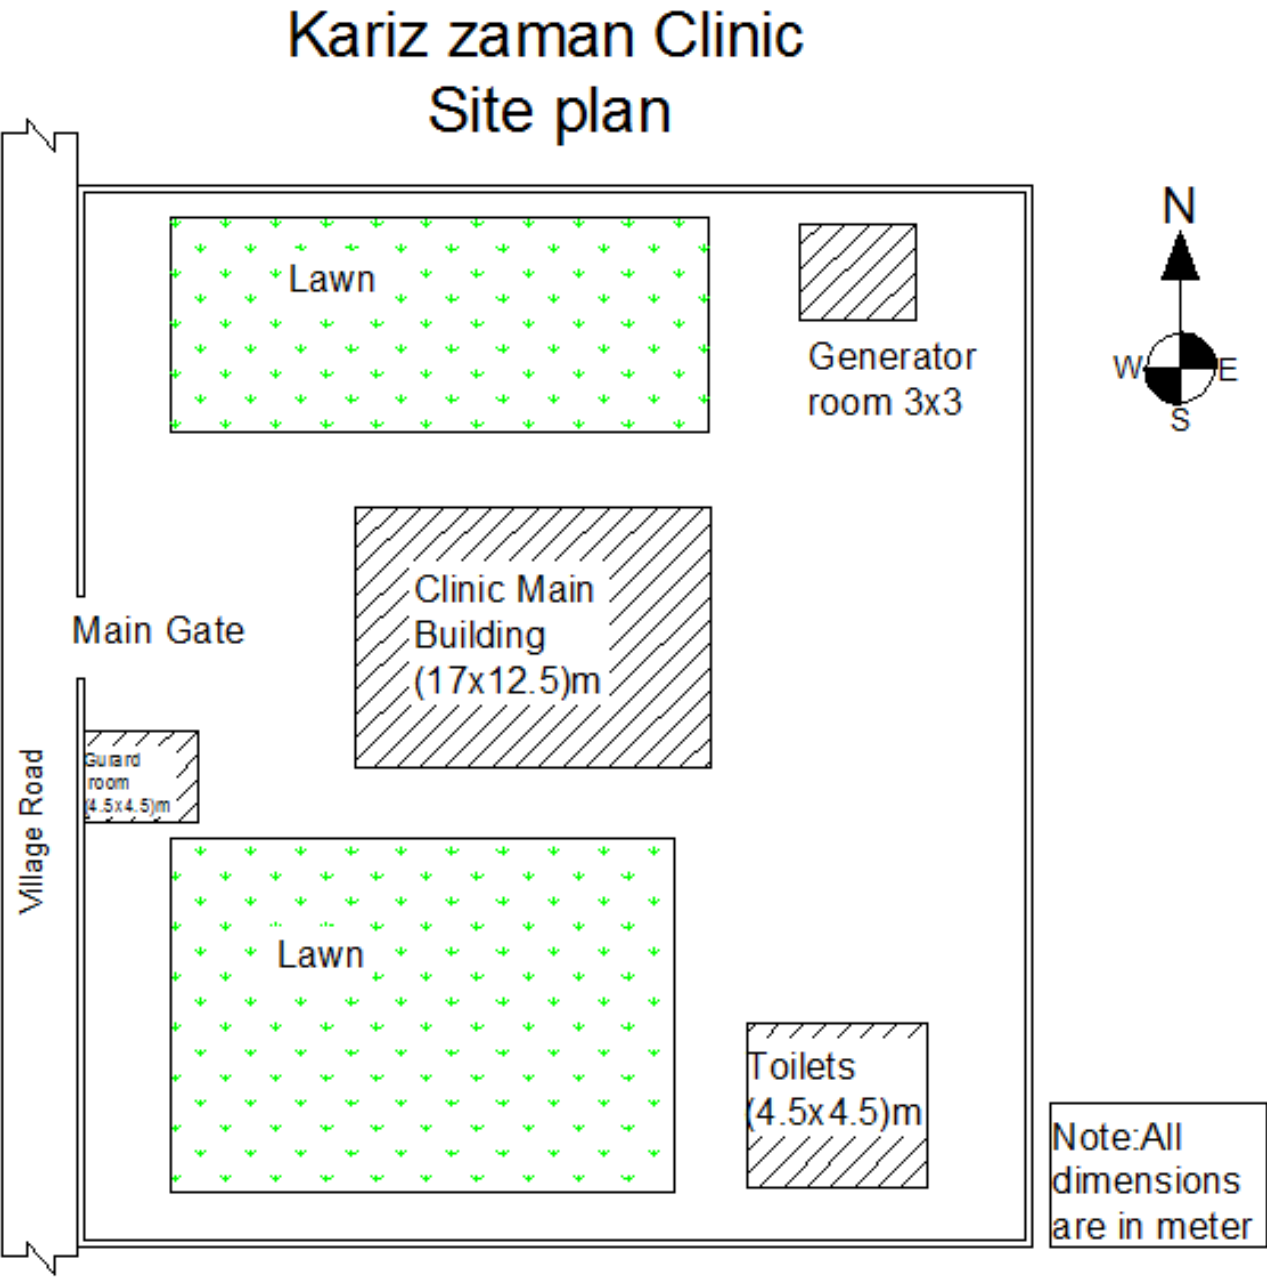 Kariz zaman Clinic
Site plan
N
W
E
S
Lawn
Generator
room 3x3
Clinic Main
Building
(17x12.5)m
Main Gate
Gurard
room
(4.5x4.5)m
Village Road
Lawn
Toilets
(4.5x4.5)m
Note:All
dimensions
are in meter